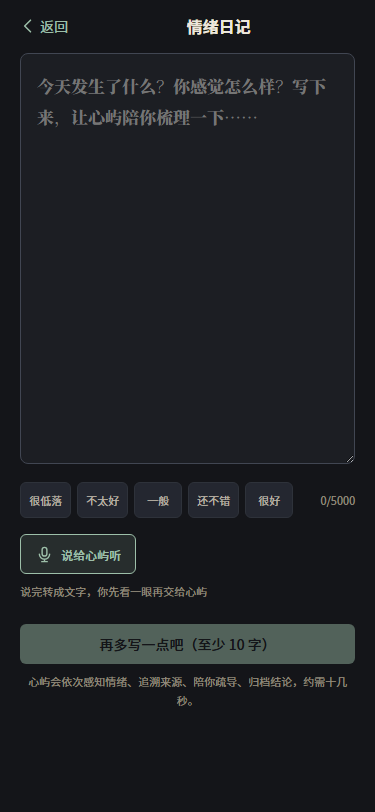 返回
情绪日记
今天发生了什么？你感觉怎么样？写下
来，让心屿陪你梳理一下……
很低落
不太好
一般
还不错
很好
0/5000
说给心屿听
说完转成文字，你先看一眼再交给心屿
再多写一点吧（至少 10 字）
心屿会依次感知情绪、追溯来源、陪你疏导、归档结论，约需十几
秒。